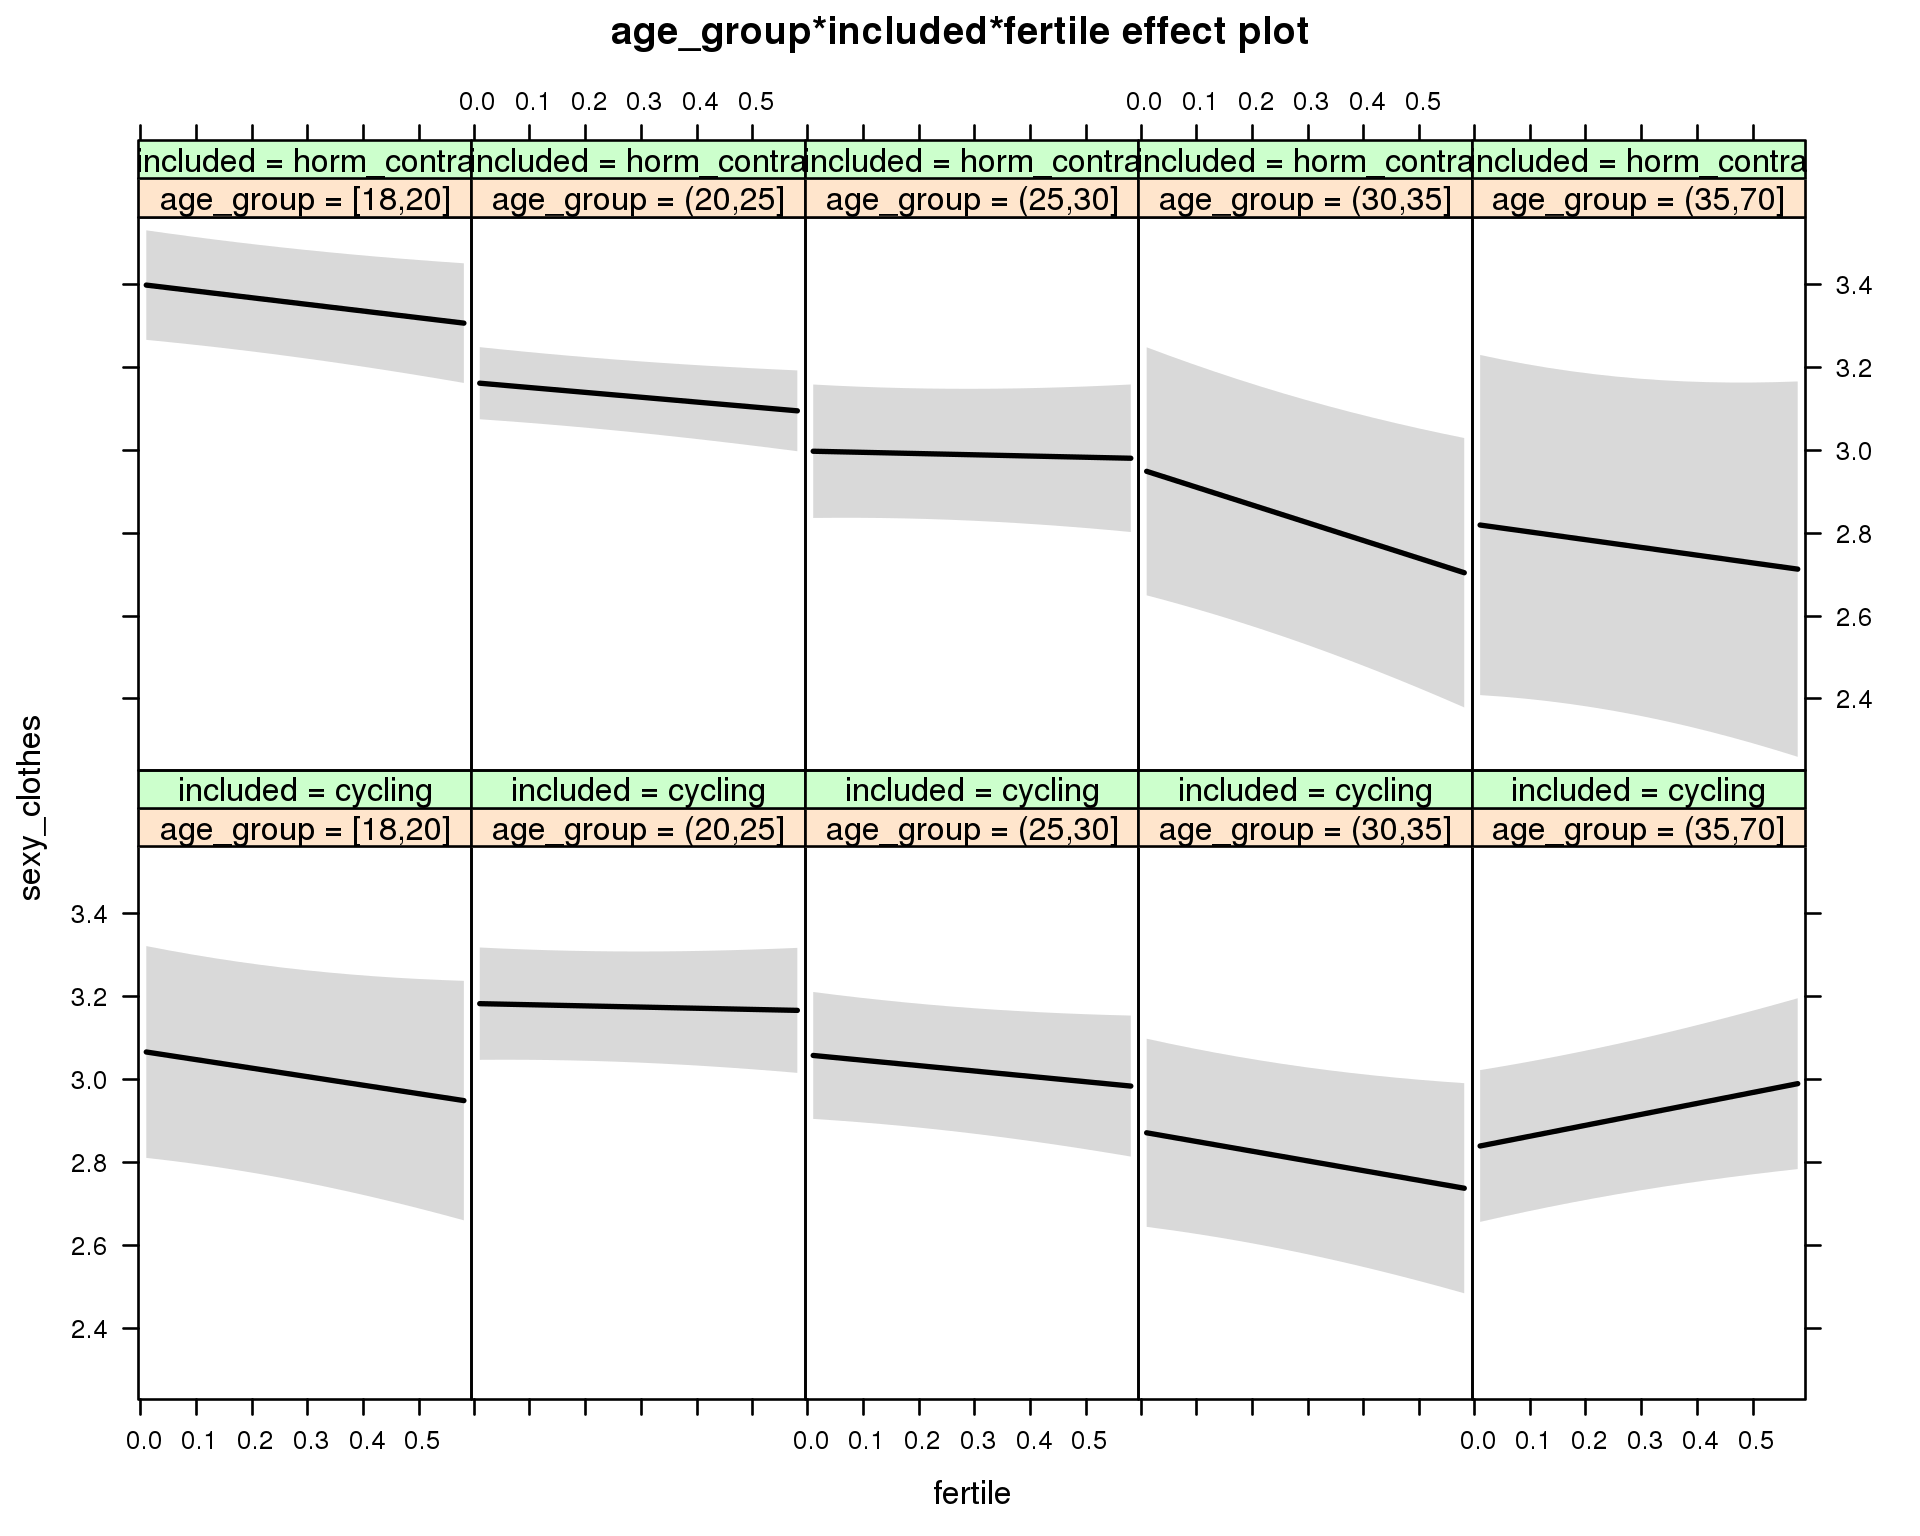 age_group*included*fertile effect plot
0.0 0.1 0.2 0.3 0.4 0.5 0.0 0.1 0.2 0.3 0.4 0.5
included = horm_contra included = horm_contra included = horm_contra included = horm_contra included = horm_contra
age_group = [18,20] age_group = (20,25] age_group = (25,30] age_group = (30,35] age_group = (35,70]
3.4
3.2
3.0
2.8
2.6
2.4
sexy_clothes
included = cycling included = cycling included = cycling included = cycling included = cycling
age_group = [18,20] age_group = (20,25] age_group = (25,30] age_group = (30,35] age_group = (35,70]
3.4
3.2
3.0
2.8
2.6
2.4
0.0 0.1 0.2 0.3 0.4 0.5 0.0 0.1 0.2 0.3 0.4 0.5 0.0 0.1 0.2 0.3 0.4 0.5
fertile